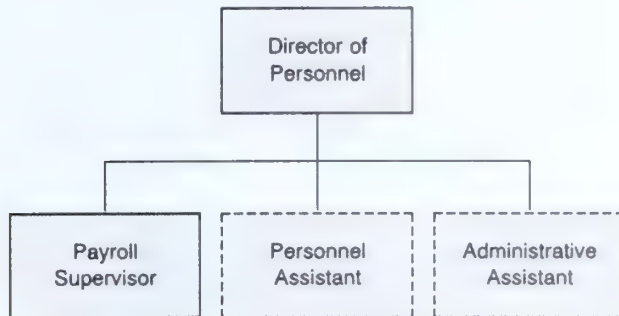 Director of
Personnel
Payroll
Supervisor
Personnel
Assistant
Administrative
Assistant